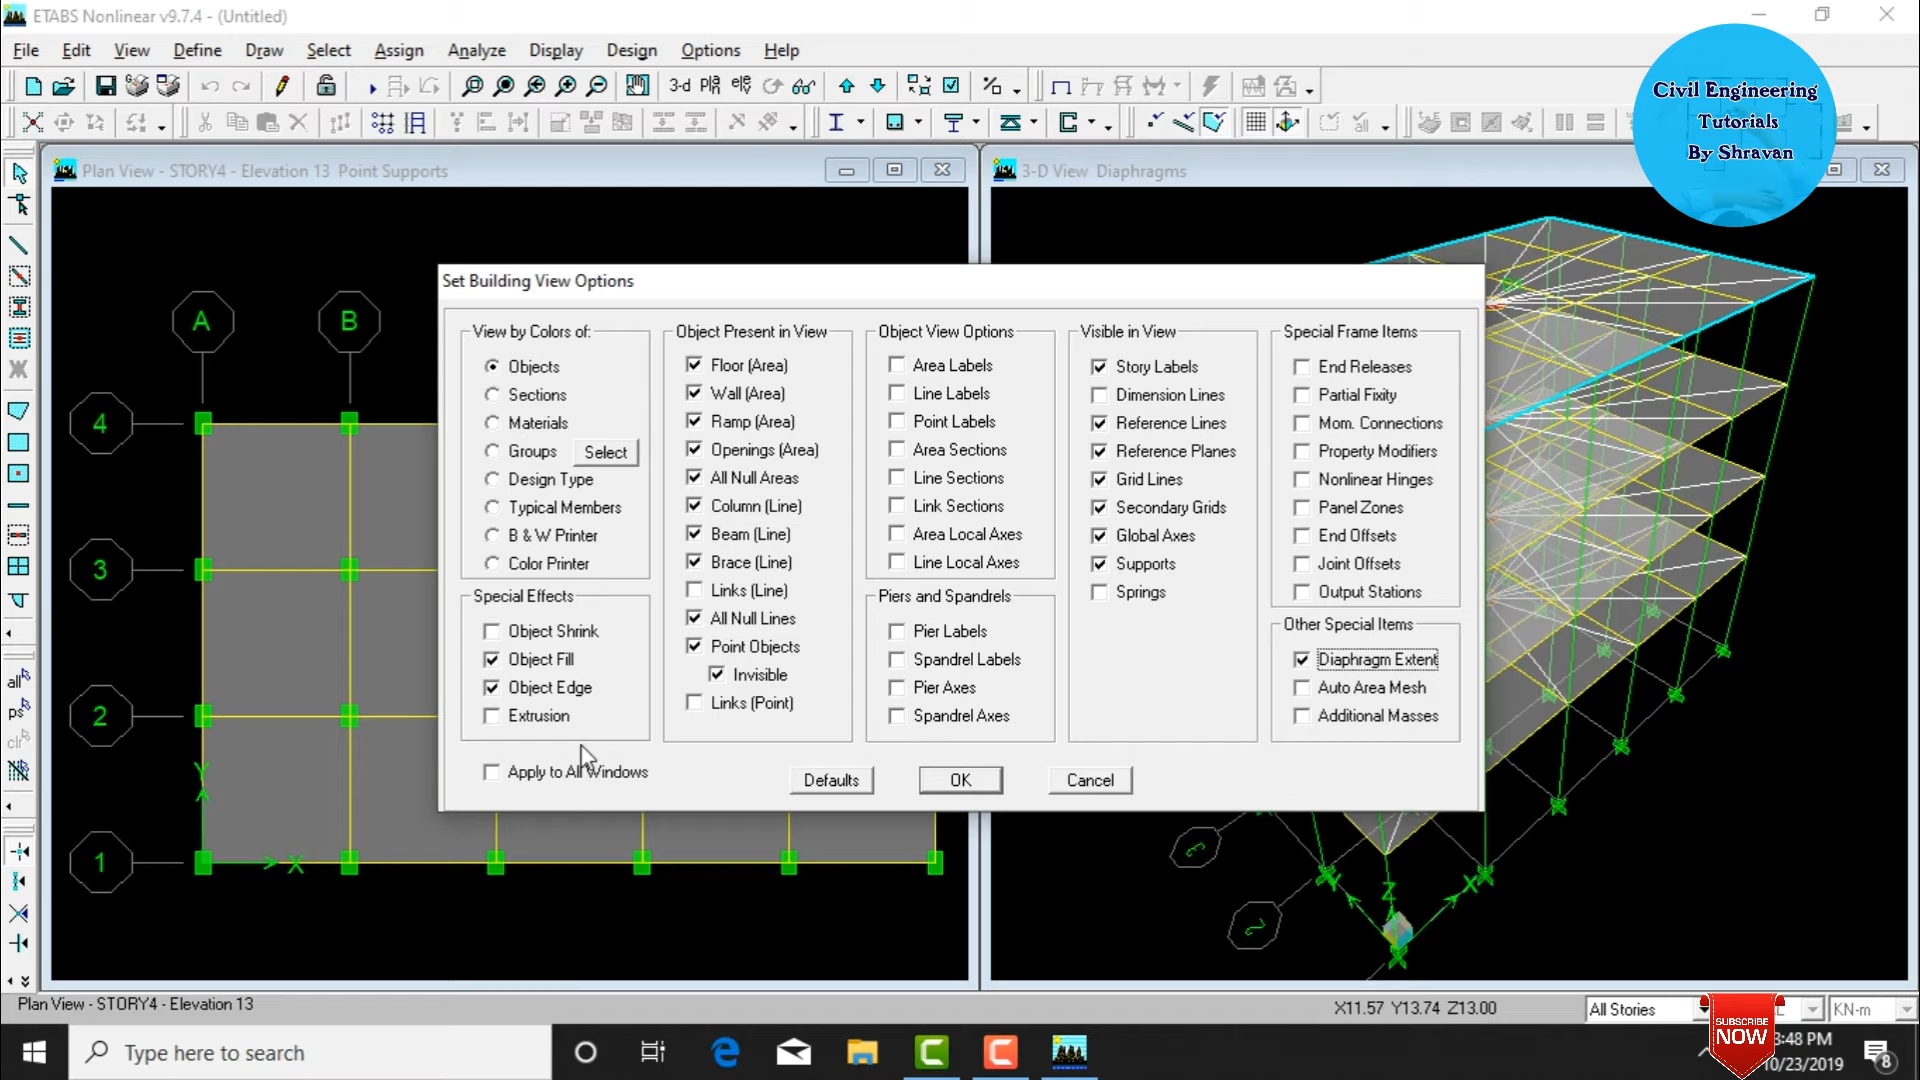 ETABS Nonlinear v9.7.4 - (Untitled)
File Edit View Define Draw Select Assign Analyze Display Design Options Help
3-d
Civil Engineering
Tutorials
By Shravan
Plan View - STORY4 - Elevation 13 Point Supports
3-D View Diaphragms
A
B
4
3
2
1
Y
X
Set Building View Options
View by Colors of:
Objects
Sections
Materials
Groups
Select
Design Type
Typical Members
B & W Printer
Color Printer
Special Effects
Object Shrink
Object Fill
Object Edge
Extrusion
Apply to All Windows
Object Present in View
Floor (Area)
Wall (Area)
Ramp (Area)
Openings (Area)
All Null Areas
Column (Line)
Beam (Line)
Brace (Line)
Links (Line)
All Null Lines
Point Objects
Invisible
Links (Point)
Object View Options
Area Labels
Line Labels
Point Labels
Area Sections
Line Sections
Link Sections
Area Local Axes
Line Local Axes
Piers and Spandrels
Pier Labels
Spandrel Labels
Pier Axes
Spandrel Axes
Visible in View
Story Labels
Dimension Lines
Reference Lines
Reference Planes
Grid Lines
Secondary Grids
Global Axes
Supports
Springs
Special Frame Items
End Releases
Partial Fixity
Mom. Connections
Property Modifiers
Nonlinear Hinges
Panel Zones
End Offsets
Joint Offsets
Output Stations
Other Special Items
Diaphragm Extent
Auto Area Mesh
Additional Masses
Defaults
OK
Cancel
3
2
Y
Z
X
all
ps
clr
Plan View - STORY4 - Elevation 13
X11.57 Y13.74 Z13.00
All Stories
KN-m
SUBSCRIBE
NOW
Type here to search
3:48 PM
10/23/2019
8